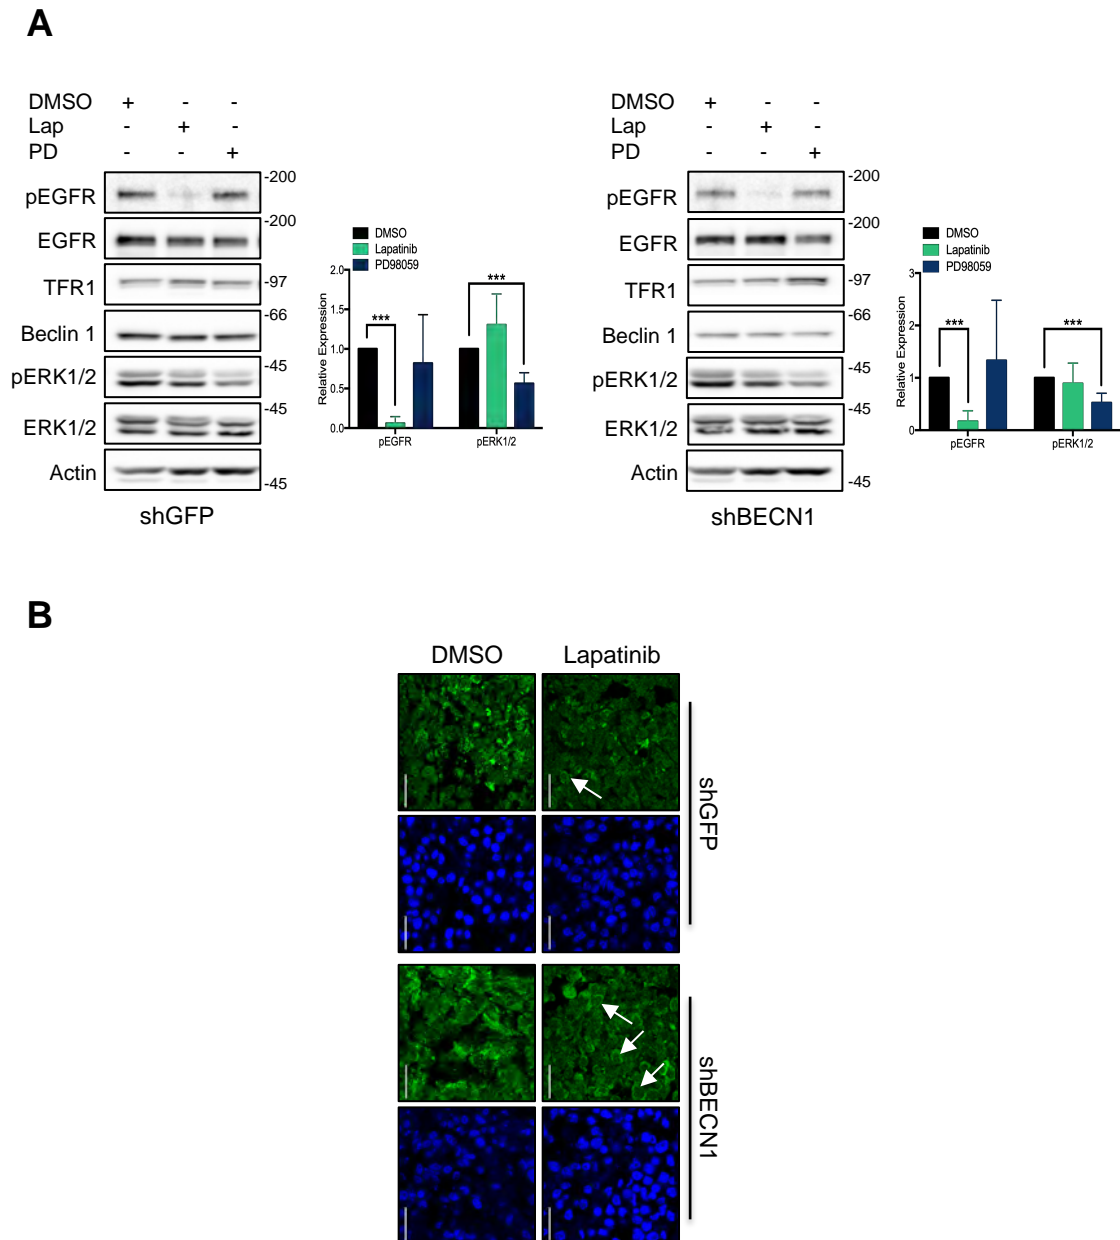 A
DMSO + - -
Lap - + -
PD - - +
pEGFR -200
EGFR -200
TFR1 -97
Beclin 1 -66
pERK1/2 -45
ERK1/2 -45
Actin -45
shGFP
DMSO
Lapatinib
PD98059
Relative Expression
2.0
1.5
1.0
0.5
0.0
*** ***
pEGFR pERK1/2
DMSO + - -
Lap - + -
PD - - +
pEGFR -200
EGFR -200
TFR1 -97
Beclin 1 -66
pERK1/2 -45
ERK1/2 -45
Actin -45
shBECN1
DMSO
Lapatinib
PD98059
Relative Expression
3
2
1
0
*** ***
pEGFR pERK1/2
B
DMSO Lapatinib
shGFP
shBECN1